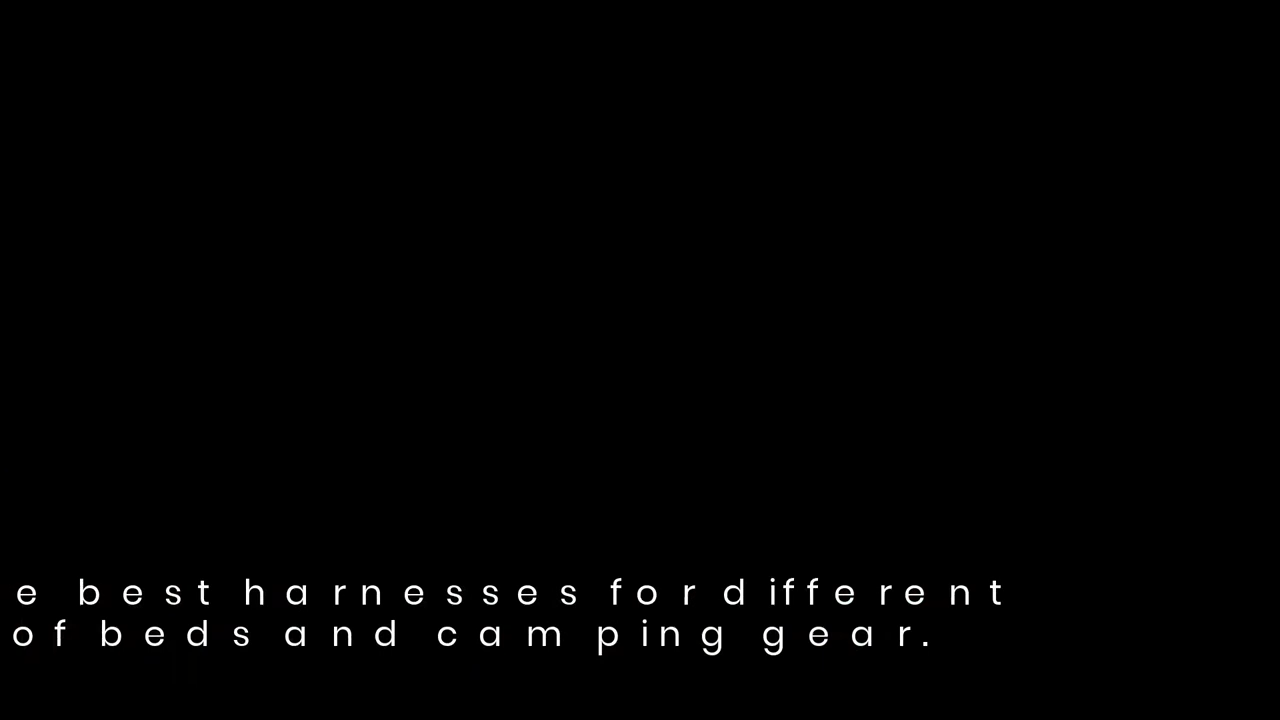 e best harnesses for different
of beds and camping gear.